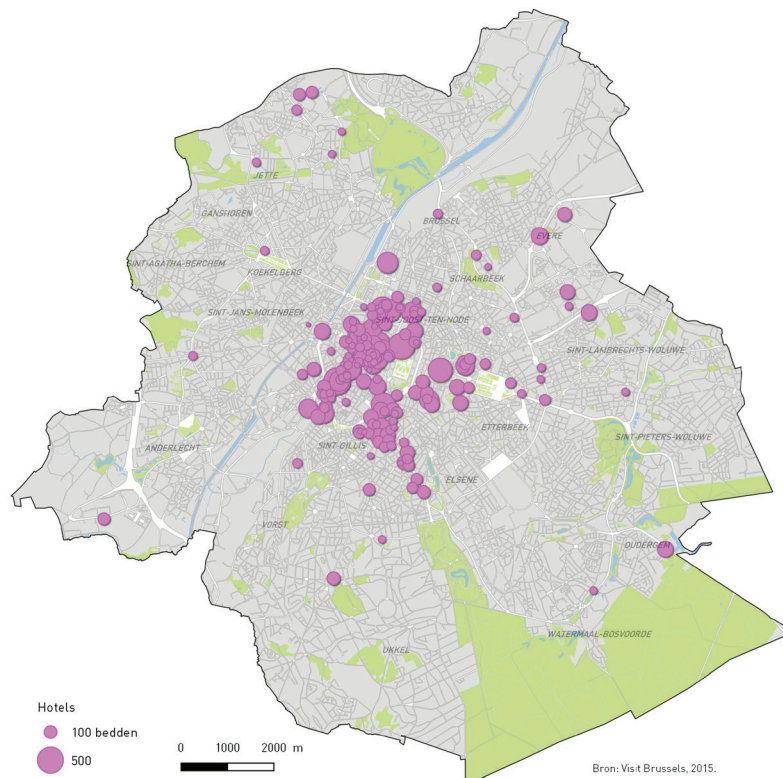 JETTE
GANSHOREN
BRUSSEL
EVERE
SINT-AGATHA-BERCHEM
KOEKELBERG
SCHAARBEEK
SINT-JANS-MOLENBEEK
SINT-JOOST-TEN-NODE
SINT-LAMBRECHTS-WOLUWE
ETTERBEEK
SINT-PIETERS-WOLUWE
ANDERLECHT
SINT-GILLIS
ELSENE
VORST
OUDERGEM
WATERMAAL-BOSVOORDE
UKKEL
Hotels
100 bedden
500
0 1000 2000 m
Bron: Visit Brussels, 2015.